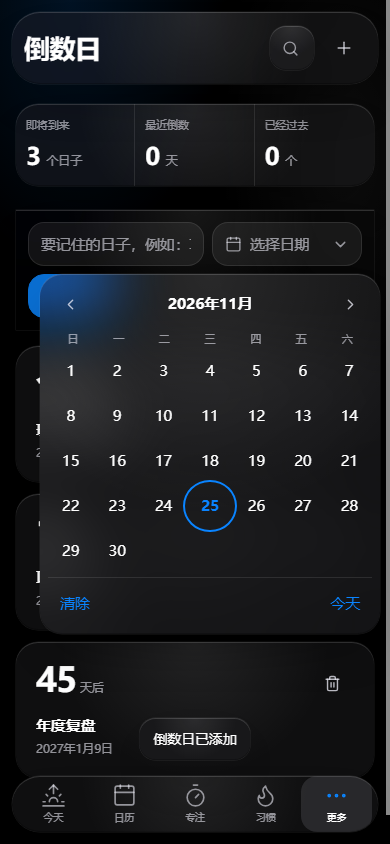 倒数日
即将到来
最近倒数
已经过去
3 个日子
0 天
0 个
要记住的日子，例如：
选择日期
2026年11月
日 一 二 三 四 五 六
1 2 3 4 5 6 7
8 9 10 11 12 13 14
15 16 17 18 19 20 21
22 23 24 25 26 27 28
29 30
清除
今天
45 天后
年度复盘
2027年1月9日
倒数日已添加
今天
日历
专注
习惯
更多